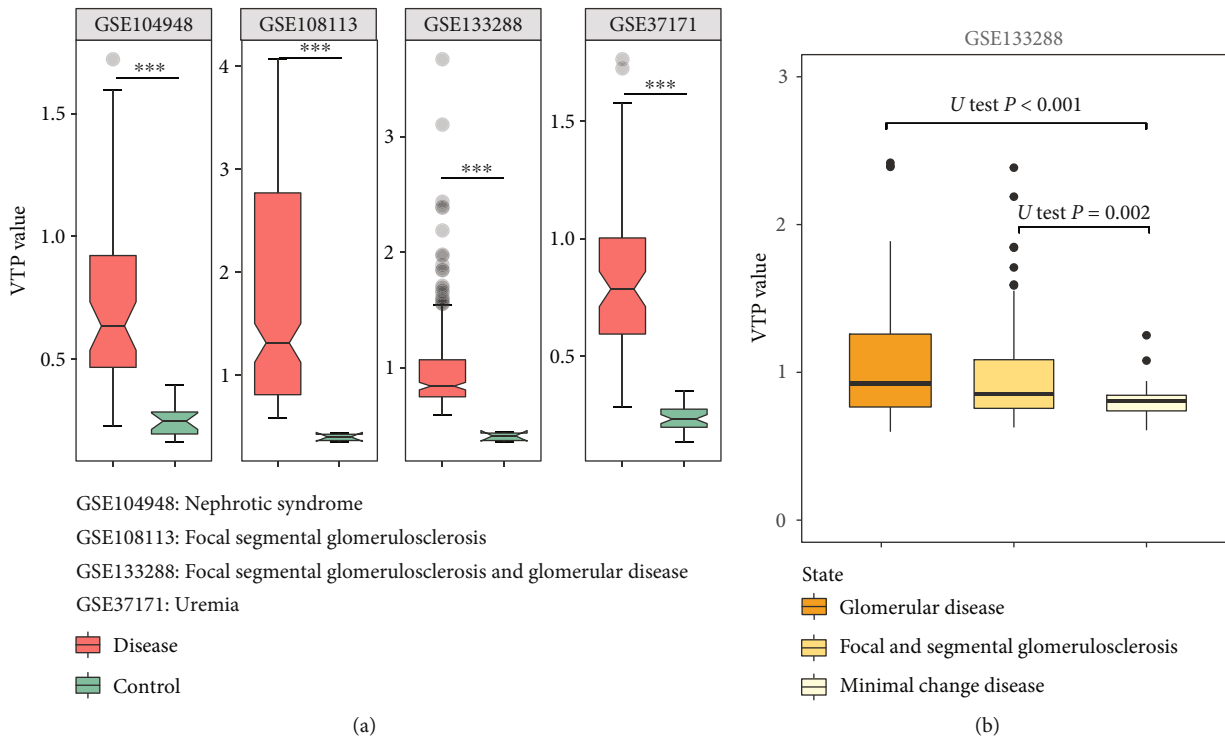 GSE104948
GSE108113
GSE133288
GSE37171
VTP value
1.5
1.0
0.5
***
4
3
2
1
***
3
2
1
***
1.5
1.0
0.5
***
GSE104948: Nephrotic syndrome
GSE108113: Focal segmental glomerulosclerosis
GSE133288: Focal segmental glomerulosclerosis and glomerular disease
GSE37171: Uremia
Disease
Control
(a)
GSE133288
VTP value
3
2
1
0
U test P < 0.001
U test P = 0.002
State
Glomerular disease
Focal and segmental glomerulosclerosis
Minimal change disease
(b)